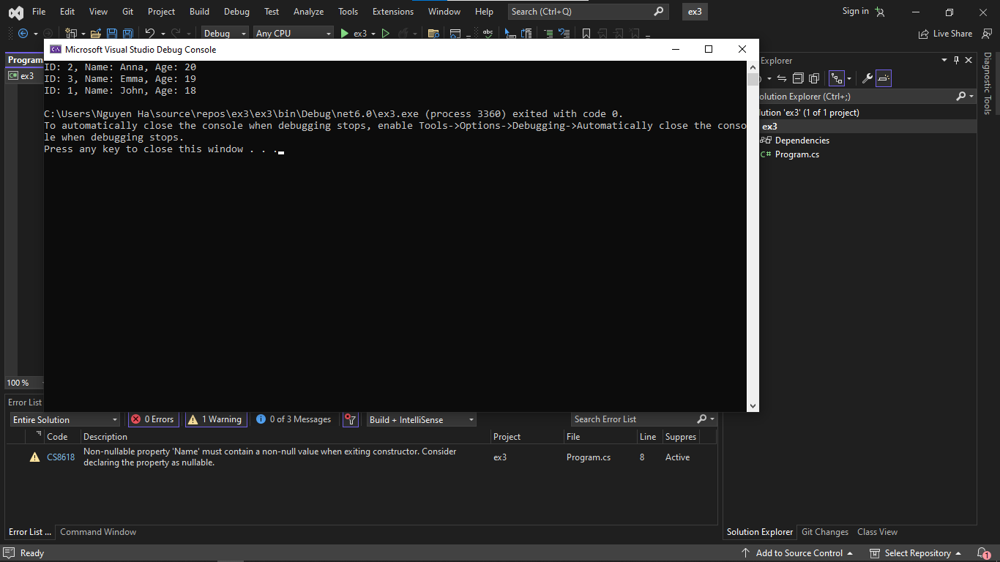 File Edit View Git Project Build Debug Test Analyze Tools Extensions Window Help Search (Ctrl+Q) ex3 Sign in
Debug Any CPU ex3 Live Share
Microsoft Visual Studio Debug Console
Program
ex3
ID: 2, Name: Anna, Age: 20
ID: 3, Name: Emma, Age: 19
ID: 1, Name: John, Age: 18
C:\Users\Nguyen Ha\source\repos\ex3\ex3\bin\Debug\net6.0\ex3.exe (process 3360) exited with code 0.
To automatically close the console when debugging stops, enable Tools->Options->Debugging->Automatically close the conso
le when debugging stops.
Press any key to close this window . . .
Explorer
olution Explorer (Ctrl+;)
lution 'ex3' (1 of 1 project)
ex3
Dependencies
C# Program.cs
Diagnostic Tools
100 %
Error List
Entire Solution 0 Errors 1 Warning 0 of 3 Messages Build + IntelliSense Search Error List
Code Description Project File Line Suppres
CS8618 Non-nullable property 'Name' must contain a non-null value when exiting constructor. Consider
declaring the property as nullable. ex3 Program.cs 8 Active
Error List ... Command Window
Solution Explorer Git Changes Class View
Ready Add to Source Control Select Repository 1